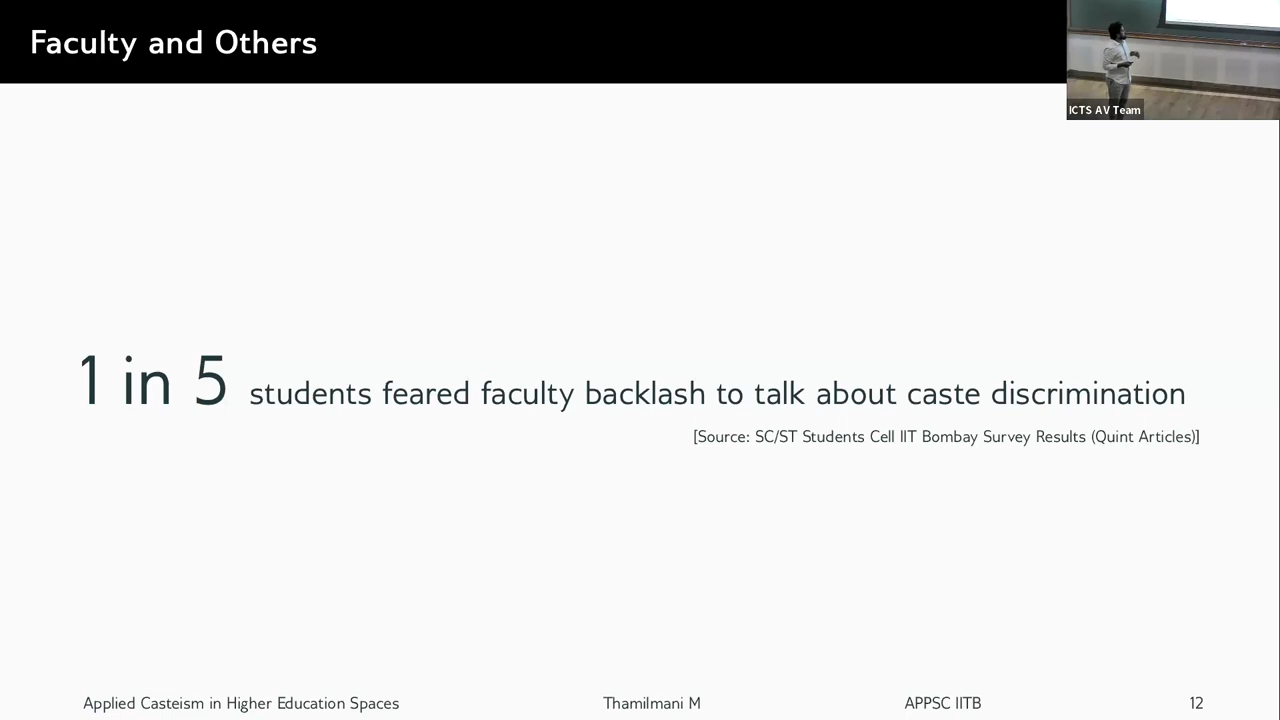 Faculty and Others
ICTS AV Team
1 in 5 students feared faculty backlash to talk about caste discrimination
[Source: SC/ST Students Cell IIT Bombay Survey Results (Quint Articles)]
Applied Casteism in Higher Education Spaces Thamilmani M APPSC IITB 12